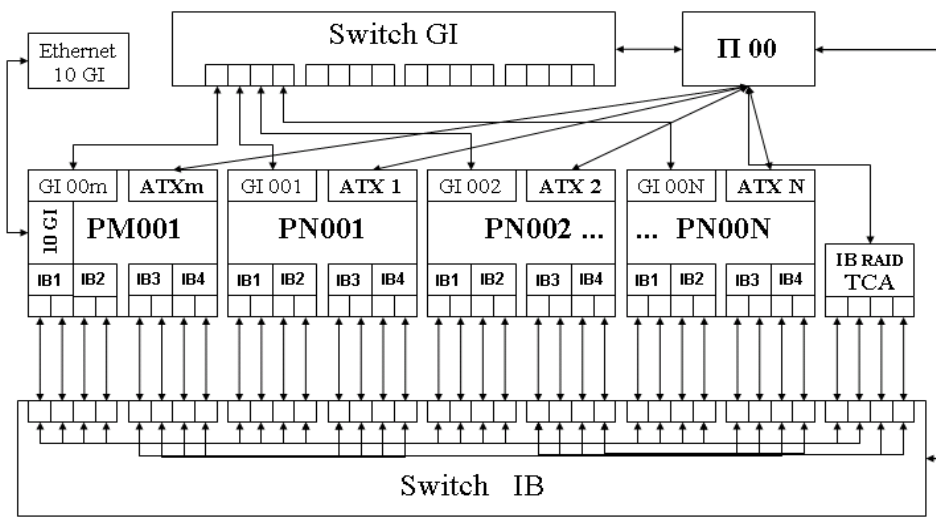 Switch GI
П 00
Ethernet
10 GI
GI 00m ATXm GI 001 ATX 1 GI 002 ATX 2 GI 00N ATX N
10 GI
PM001 PN001 PN002 ... ... PN00N
IB RAID
TCA
IB1 IB2 IB3 IB4 IB1 IB2 IB3 IB4 IB1 IB2 IB3 IB4 IB1 IB2 IB3 IB4
Switch IB